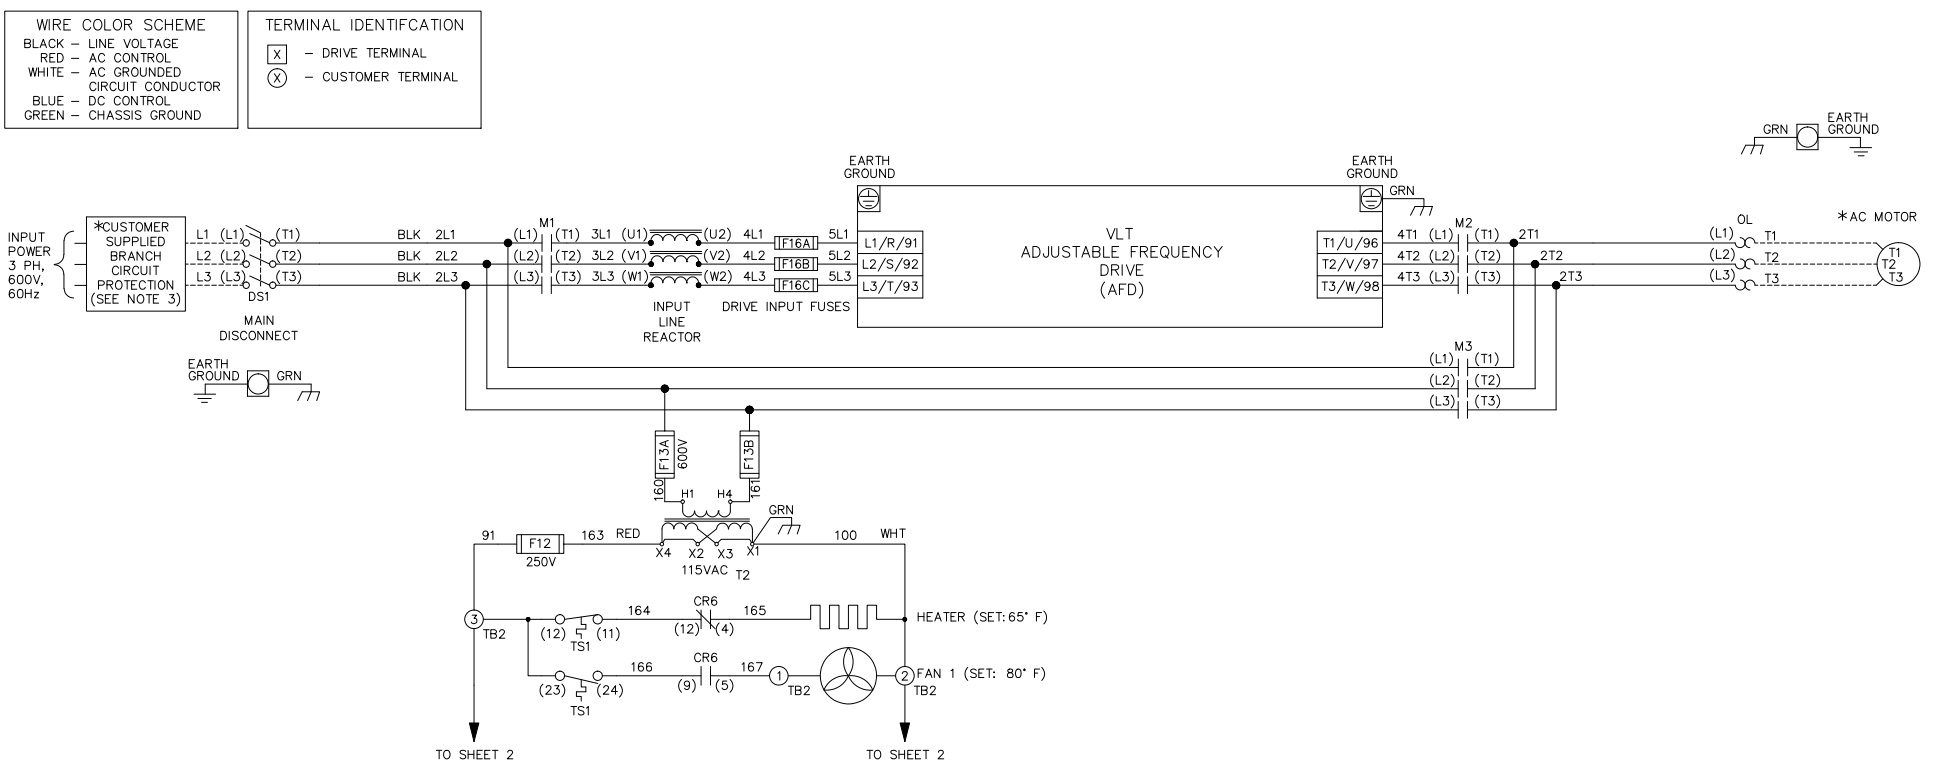 WIRE COLOR SCHEME
BLACK – LINE VOLTAGE
RED – AC CONTROL
WHITE – AC GROUNDED
CIRCUIT CONDUCTOR
BLUE – DC CONTROL
GREEN – CHASSIS GROUND
TERMINAL IDENTIFCATION
X – DRIVE TERMINAL
X – CUSTOMER TERMINAL
GRN
EARTH
GROUND
EARTH
GROUND
EARTH
GROUND
GRN
INPUT
POWER
3 PH,
600V,
60Hz
*CUSTOMER
SUPPLIED
BRANCH
CIRCUIT
PROTECTION
(SEE NOTE 3)
L1 (L1) (T1) BLK 2L1 (L1) M1 (T1) 3L1 (U1) (U2) 4L1 F16A 5L1 L1/R/91
L2 (L2) (T2) BLK 2L2 (L2) (T2) 3L2 (V1) (V2) 4L2 F16B 5L2 L2/S/92
L3 (L3) (T3) BLK 2L3 (L3) (T3) 3L3 (W1) (W2) 4L3 F16C 5L3 L3/T/93
DS1
MAIN
DISCONNECT
INPUT
LINE
REACTOR
DRIVE INPUT FUSES
VLT
ADJUSTABLE FREQUENCY
DRIVE
(AFD)
T1/U/96 4T1 (L1) M2 (T1) 2T1 (L1) OL T1
T2/V/97 4T2 (L2) (T2) 2T2 (L2) T2
T3/W/98 4T3 (L3) (T3) 2T3 (L3) T3
*AC MOTOR
T1
T2
T3
EARTH
GROUND
GRN
M3
(L1) (T1)
(L2) (T2)
(L3) (T3)
F13A
600V
F13B
160
161
H1 H4
GRN
91 F12 163 RED
250V
X4 X2 X3 X1
100 WHT
115VAC T2
3
TB2
(12) (11)
TS1
164
CR6
(12) (4)
165
HEATER (SET:65° F)
(23) (24)
TS1
166
CR6
(9) (5)
167
1
TB2
2
TB2
FAN 1 (SET: 80° F)
TO SHEET 2
TO SHEET 2